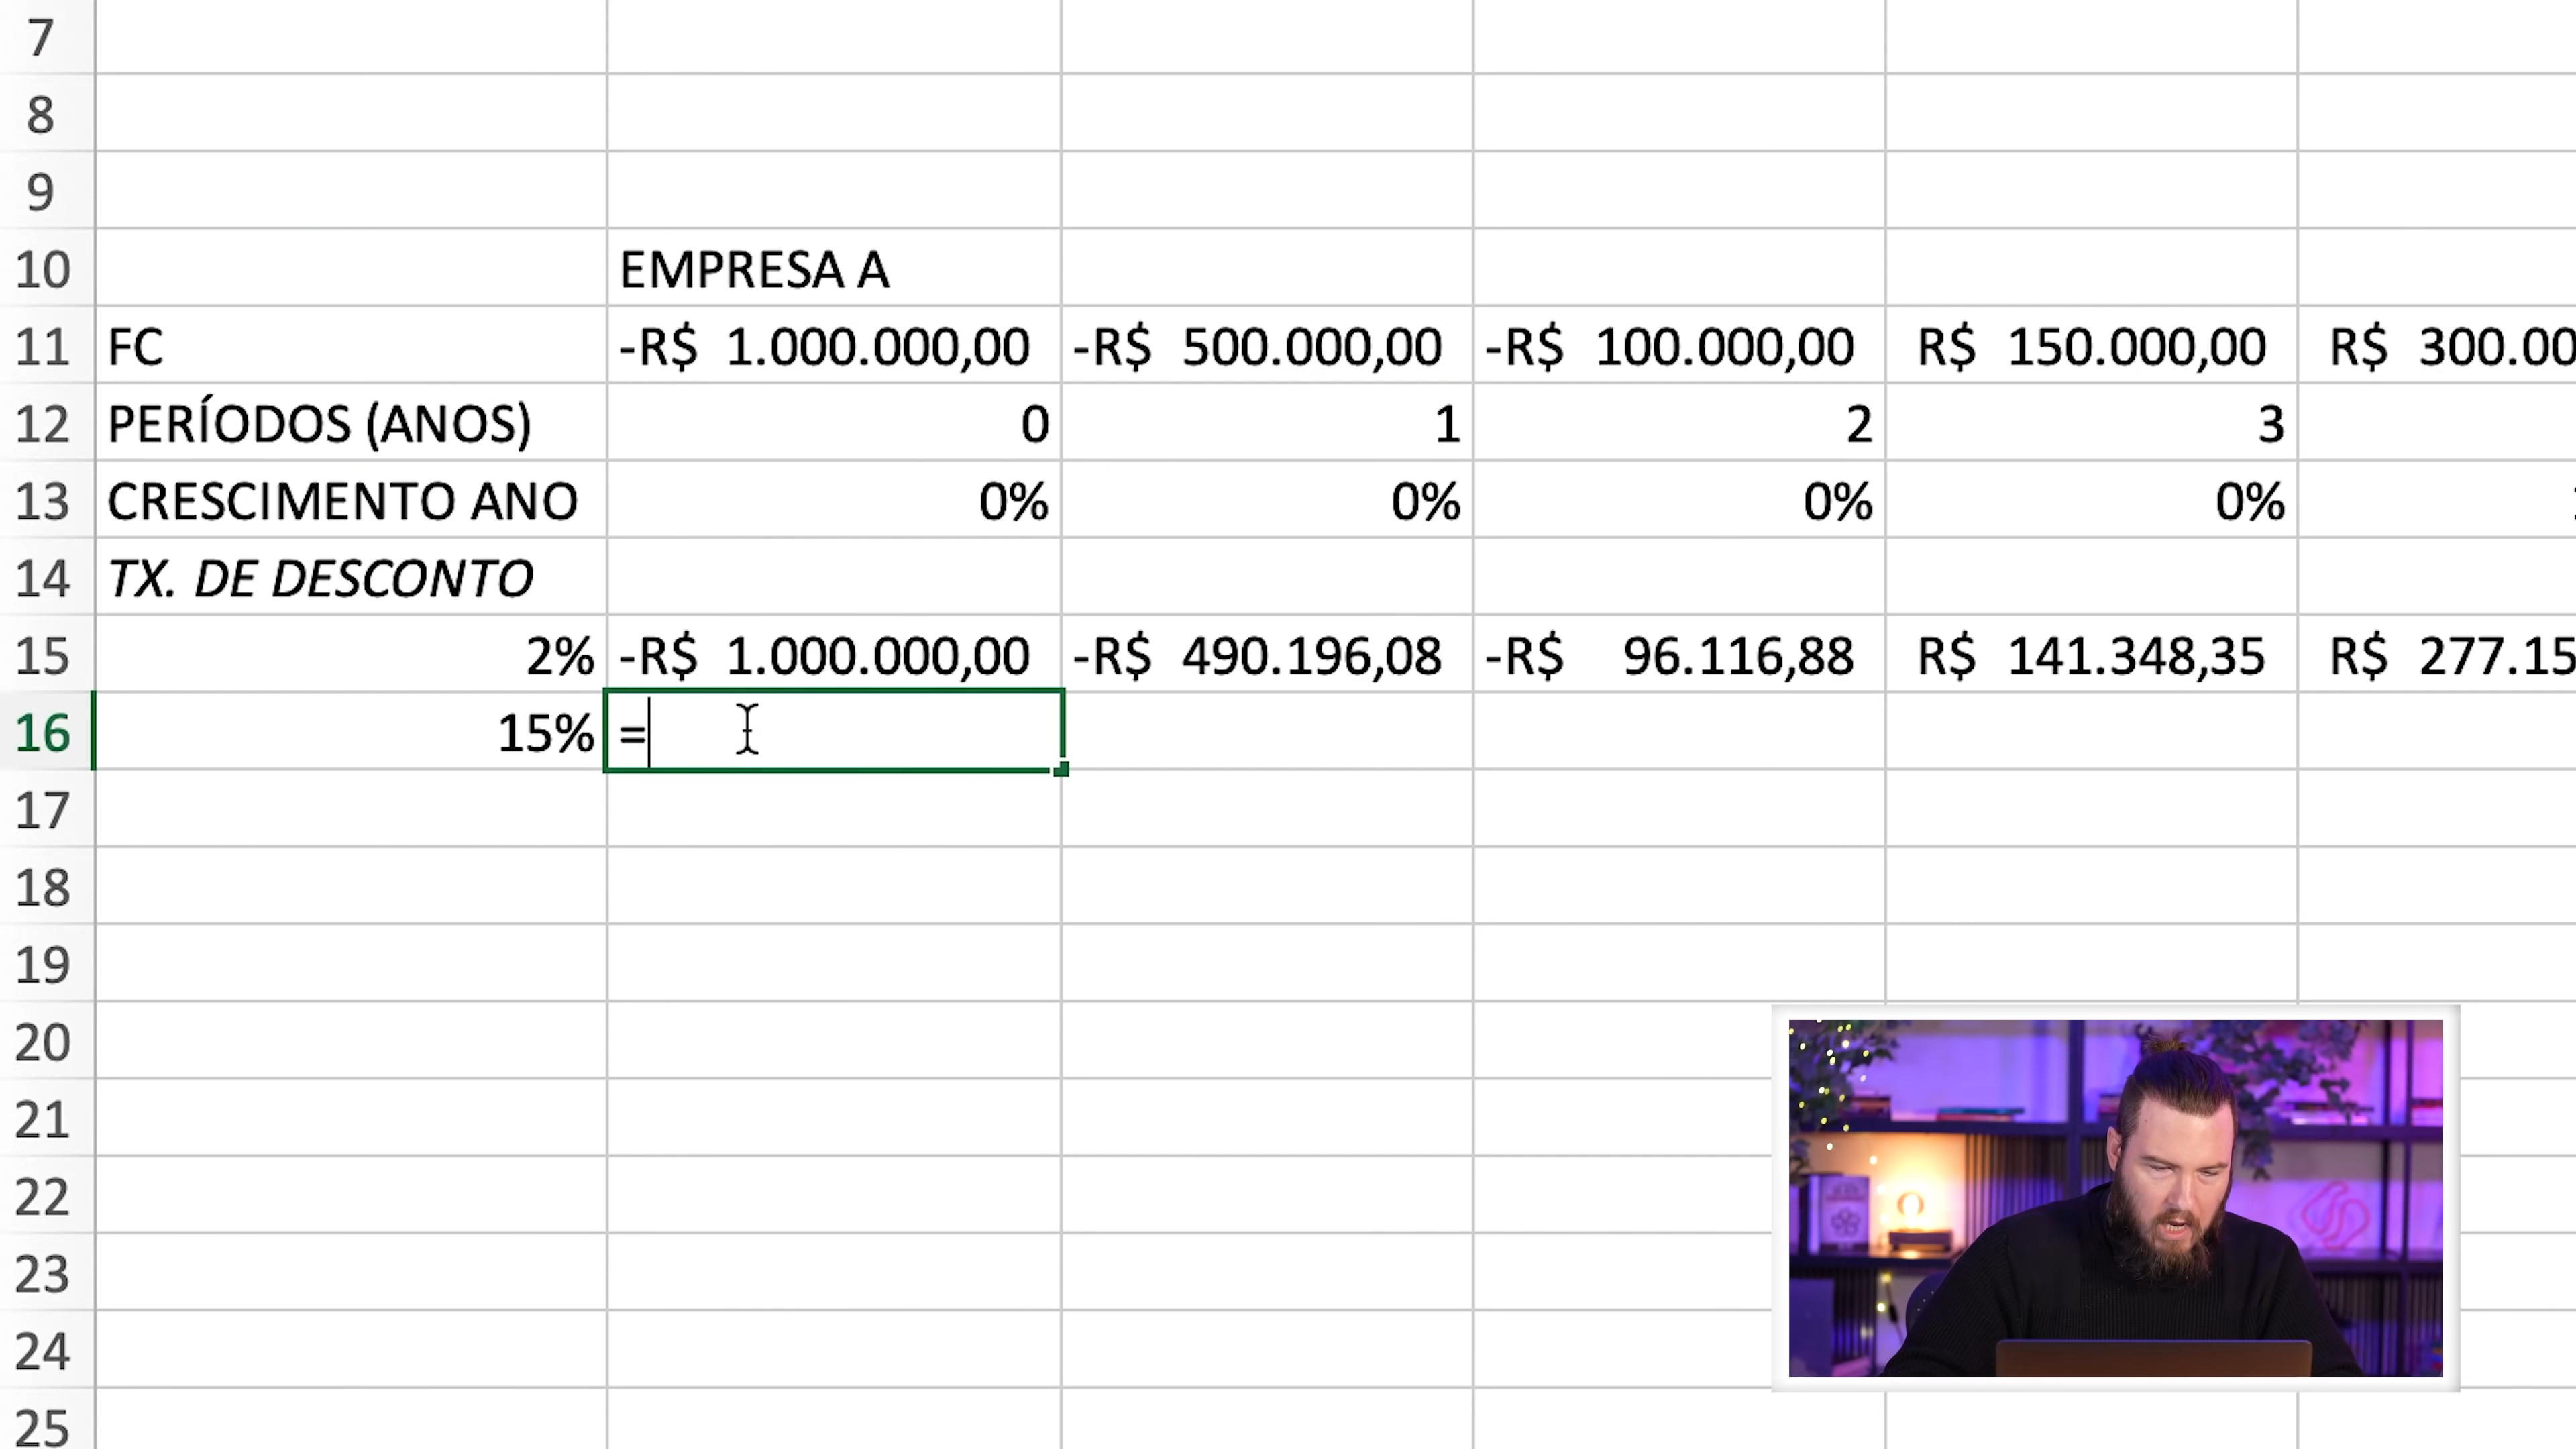 7
8
9
10 EMPRESA A
11 FC -R$ 1.000.000,00 -R$ 500.000,00 -R$ 100.000,00 R$ 150.000,00 R$ 300.00
12 PERÍODOS (ANOS) 0 1 2 3
13 CRESCIMENTO ANO 0% 0% 0% 0%
14 TX. DE DESCONTO
15 2% -R$ 1.000.000,00 -R$ 490.196,08 -R$ 96.116,88 R$ 141.348,35 R$ 277.15
16 15% =
17
18
19
20
21
22
23
24
25